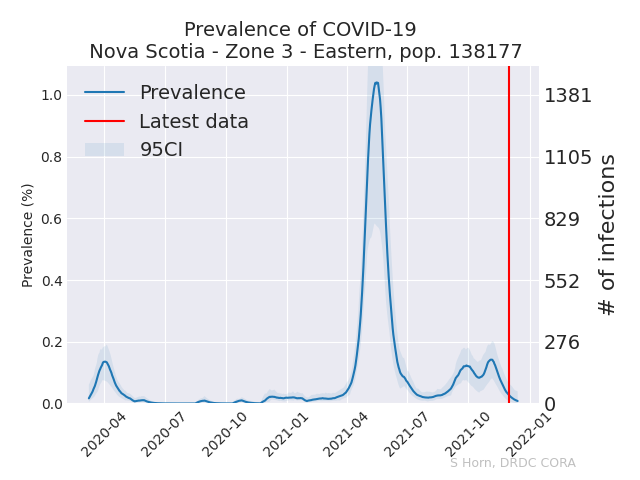 Prevalence of COVID-19
Nova Scotia - Zone 3 - Eastern, pop. 138177
Prevalence
Latest data
95CI
Prevalence (%)
1.0
0.8
0.6
0.4
0.2
0.0
1381
1105
829
552
276
0
# of infections
2020-04
2020-07
2020-10
2021-01
2021-04
2021-07
2021-10
2022-01
S Horn, DRDC CORA